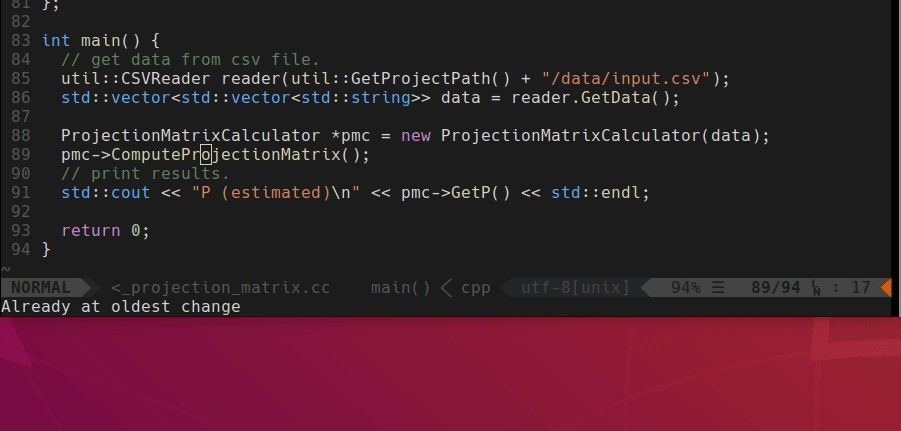 81 };
82
83 int main() {
84 // get data from csv file.
85 util::CSVReader reader(util::GetProjectPath() + "/data/input.csv");
86 std::vector<std::vector<std::string>> data = reader.GetData();
87
88 ProjectionMatrixCalculator *pmc = new ProjectionMatrixCalculator(data);
89 pmc->ComputeProjectionMatrix();
90 // print results.
91 std::cout << "P (estimated)\n" << pmc->GetP() << std::endl;
92
93 return 0;
94 }
~
NORMAL <_projection_matrix.cc main() cpp utf-8[unix] 94% ☰ 89/94 ㏑ : 17
Already at oldest change